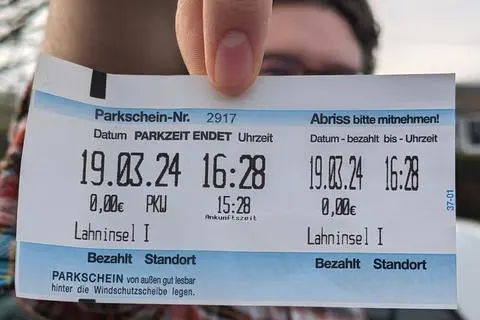 Parkschein-Nr. 2917
Abriss bitte mitnehmen!
Datum PARKZEIT ENDET Uhrzeit
Datum - bezahlt bis - Uhrzeit
19.03.24 16:28
19.03.24 16:28
0,00€ PKW 15:28
0,00€
Ankunftszeit
Lahninsel I
Lahninsel I
Bezahlt Standort
Bezahlt Standort
PARKSCHEIN von außen gut lesbar
hinter die Windschutzscheibe legen.
37-01